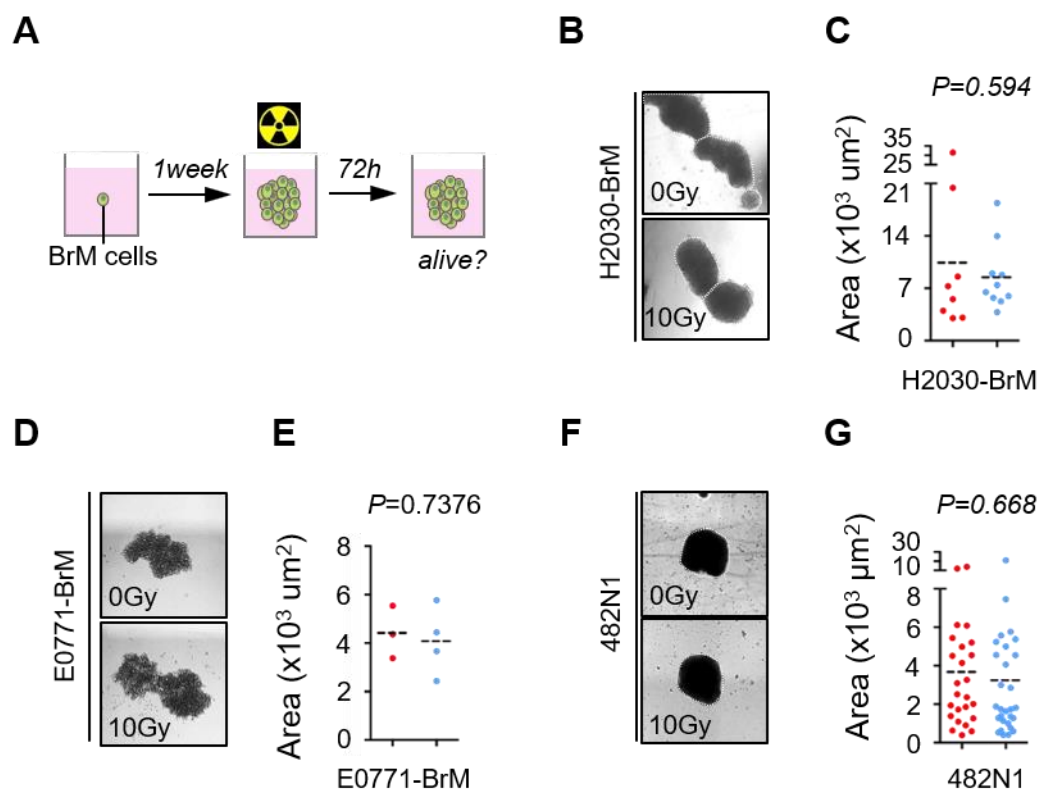 A
1week
72h
BrM cells
alive?
B
H2030-BrM
0Gy
10Gy
C
P=0.594
Area (x10³ um²)
35
25
21
14
7
0
H2030-BrM
D
E0771-BrM
0Gy
10Gy
E
P=0.7376
Area (x10³ um²)
8
6
4
2
0
E0771-BrM
F
482N1
0Gy
10Gy
G
P=0.668
Area (x10³ µm²)
30
10
8
6
4
2
0
482N1